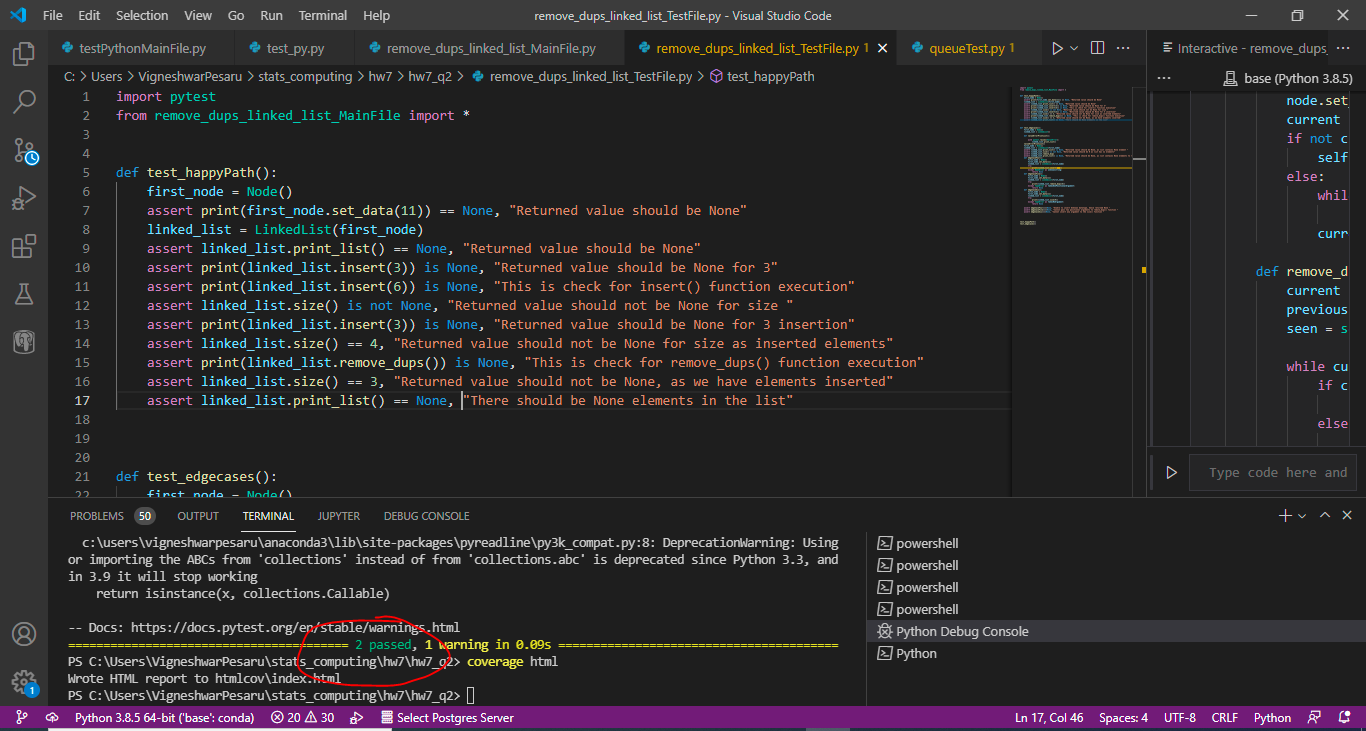 File Edit Selection View Go Run Terminal Help remove_dups_linked_list_TestFile.py - Visual Studio Code
testPythonMainFile.py test_py.py remove_dups_linked_list_MainFile.py remove_dups_linked_list_TestFile.py 1 queueTest.py 1 Interactive - remove_dups_
C: > Users > VigneshwarPesaru > stats_computing > hw7 > hw7_q2 > remove_dups_linked_list_TestFile.py > test_happyPath
base (Python 3.8.5)
1 import pytest
2 from remove_dups_linked_list_MainFile import *
3
4
5 def test_happyPath():
6 first_node = Node()
7 assert print(first_node.set_data(11)) == None, "Returned value should be None"
8 linked_list = LinkedList(first_node)
9 assert linked_list.print_list() == None, "Returned value should be None"
10 assert print(linked_list.insert(3)) is None, "Returned value should be None for 3"
11 assert print(linked_list.insert(6)) is None, "This is check for insert() function execution"
12 assert linked_list.size() is not None, "Returned value should not be None for size "
13 assert print(linked_list.insert(3)) is None, "Returned value should be None for 3 insertion"
14 assert linked_list.size() == 4, "Returned value should not be None for size as inserted elements"
15 assert print(linked_list.remove_dups()) is None, "This is check for remove_dups() function execution"
16 assert linked_list.size() == 3, "Returned value should not be None, as we have elements inserted"
17 assert linked_list.print_list() == None, "There should be None elements in the list"
18
19
20
21 def test_edgecases():
22 first_node = Node()
node.set_
current
if not c
self
else:
whil
curr
def remove_d
current
previous
seen = s
while cu
if c
else
Type code here and
PROBLEMS 50 OUTPUT TERMINAL JUPYTER DEBUG CONSOLE
c:\users\vigneshwarpesaru\anaconda3\lib\site-packages\pyreadline\py3k_compat.py:8: DeprecationWarning: Using
or importing the ABCs from 'collections' instead of from 'collections.abc' is deprecated since Python 3.3, and
in 3.9 it will stop working
return isinstance(x, collections.Callable)
-- Docs: https://docs.pytest.org/en/stable/warnings.html
======================================== 2 passed, 1 warning in 0.09s =========================================
PS C:\Users\VigneshwarPesaru\stats_computing\hw7\hw7_q2> coverage html
Wrote HTML report to htmlcov\index.html
PS C:\Users\VigneshwarPesaru\stats_computing\hw7\hw7_q2>
powershell
powershell
powershell
powershell
Python Debug Console
Python
1
Python 3.8.5 64-bit ('base': conda) 20 30 Select Postgres Server Ln 17, Col 46 Spaces: 4 UTF-8 CRLF Python